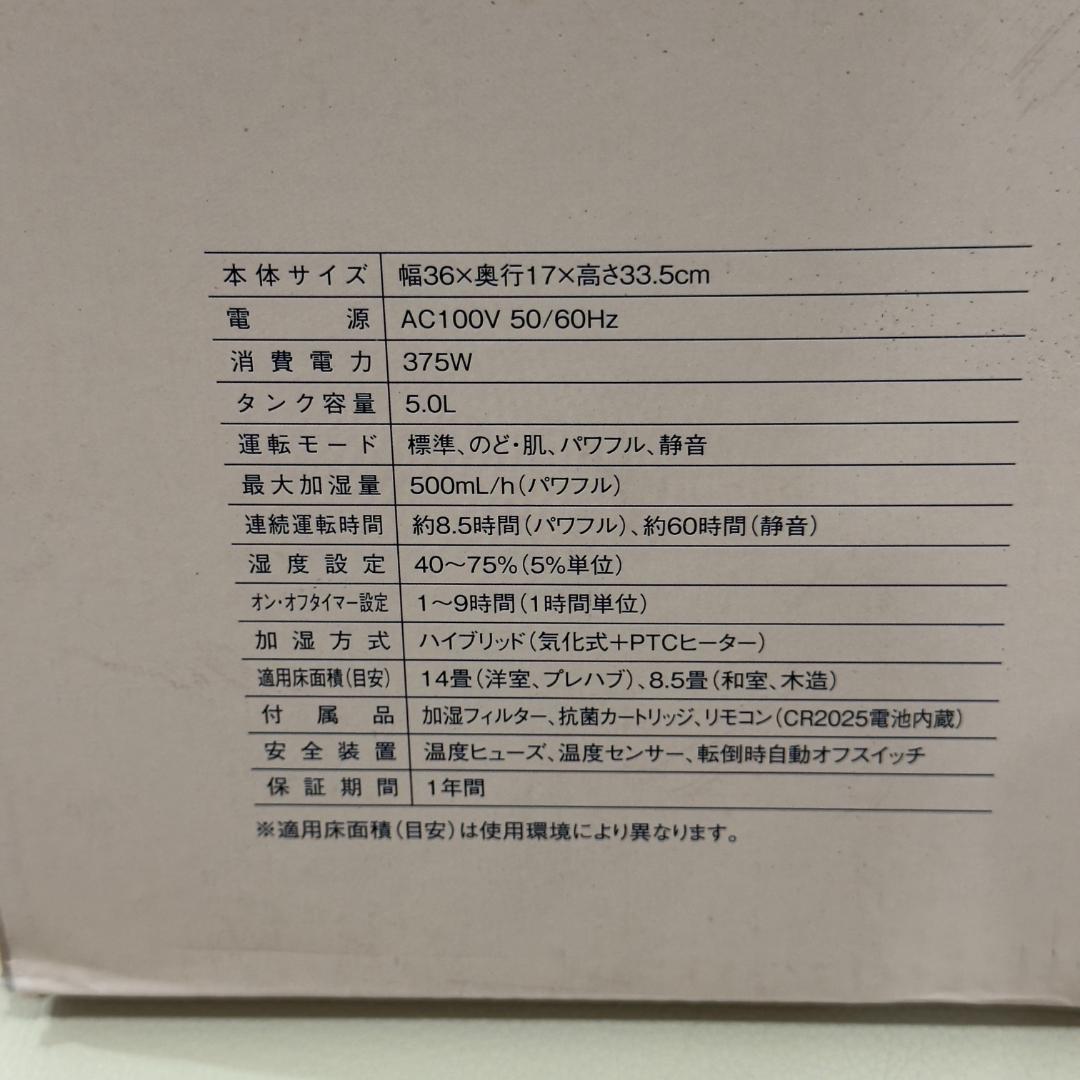 本体サイズ 幅36×奥行17×高さ33.5cm
電源 AC100V 50/60Hz
消費電力 375W
タンク容量 5.0L
運転モード 標準、のど・肌、パワフル、静音
最大加湿量 500mL/h(パワフル)
連続運転時間 約8.5時間(パワフル)、約60時間(静音)
湿度設定 40〜75%(5%単位)
オン・オフタイマー設定 1〜9時間(1時間単位)
加湿方式 ハイブリッド(気化式+PTCヒーター)
適用床面積(目安) 14畳(洋室、プレハブ)、8.5畳(和室、木造)
付属品 加湿フィルター、抗菌カートリッジ、リモコン(CR2025電池内蔵)
安全装置 温度ヒューズ、温度センサー、転倒時自動オフスイッチ
保証期間 1年間
※適用床面積(目安)は使用環境により異なります。